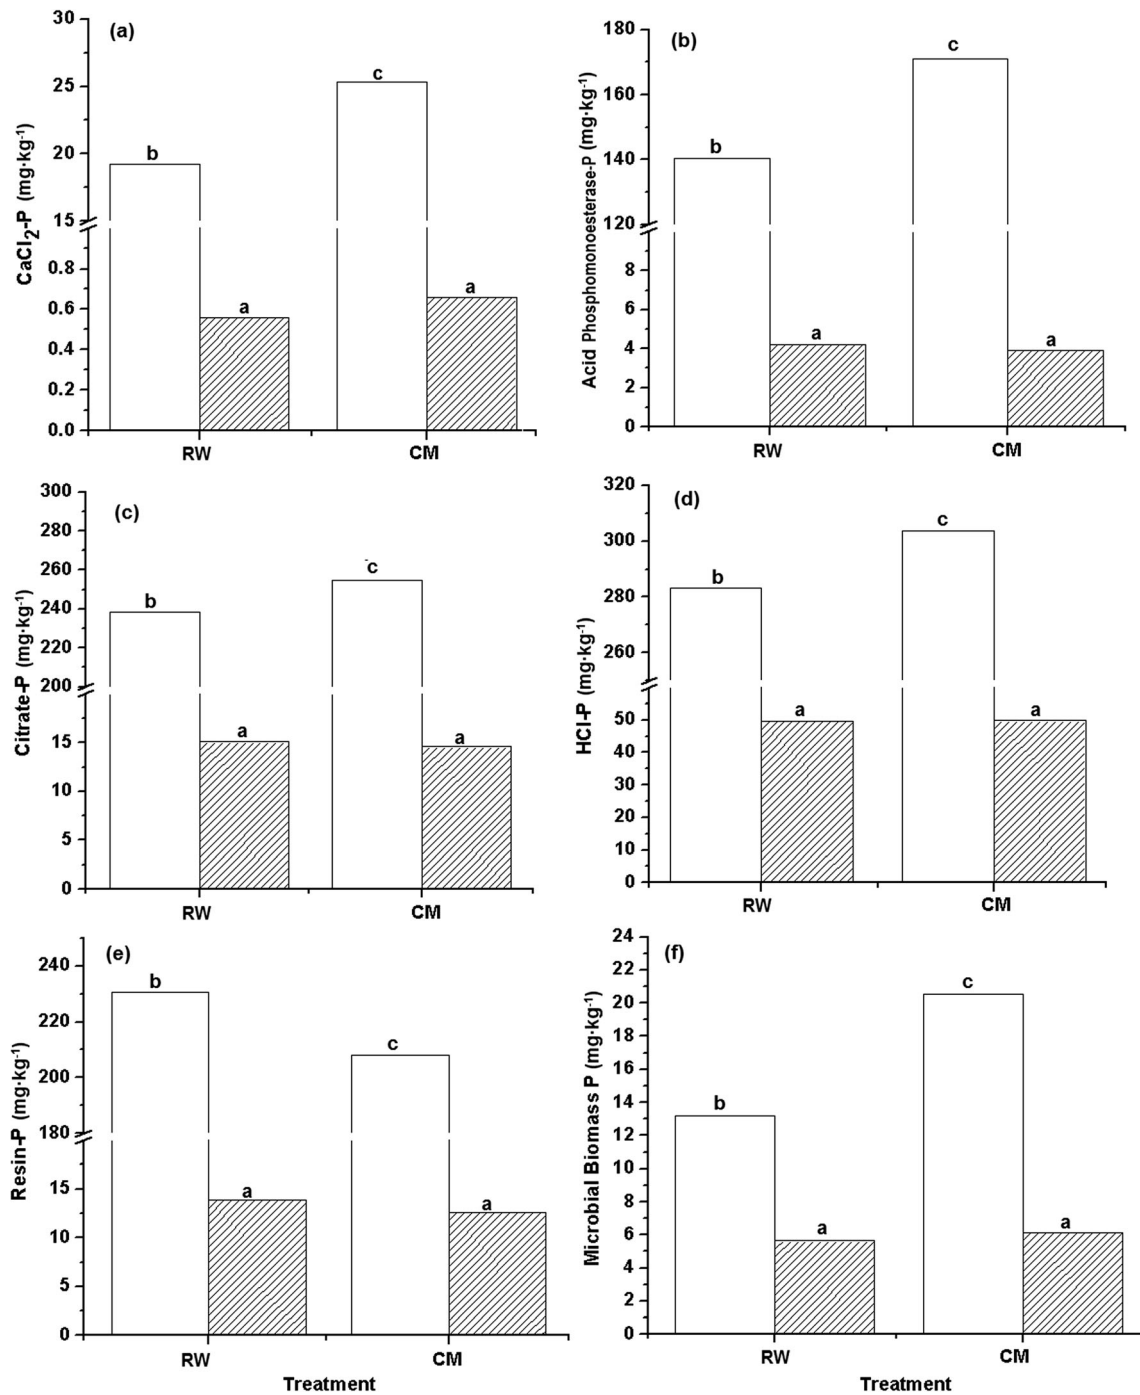 (a)
CaCl2-P (mg·kg-1)
30
25
20
15
0.8
0.6
0.4
0.2
0.0
b
a
c
a
RW
CM
(b)
Acid Phosphomonoesterase-P (mg·kg-1)
180
160
140
120
8
6
4
2
0
b
a
c
a
RW
CM
(c)
Citrate-P (mg·kg-1)
300
280
260
240
220
200
15
10
5
0
b
a
c
a
RW
CM
(d)
HCl-P (mg·kg-1)
320
300
280
260
50
40
30
20
10
0
b
a
c
a
RW
CM
(e)
Resin-P (mg·kg-1)
240
220
200
180
15
10
5
0
b
a
c
a
RW
CM
Treatment
(f)
Microbial Biomass P (mg·kg-1)
24
22
20
18
16
14
12
10
8
6
4
2
0
b
a
c
a
RW
CM
Treatment